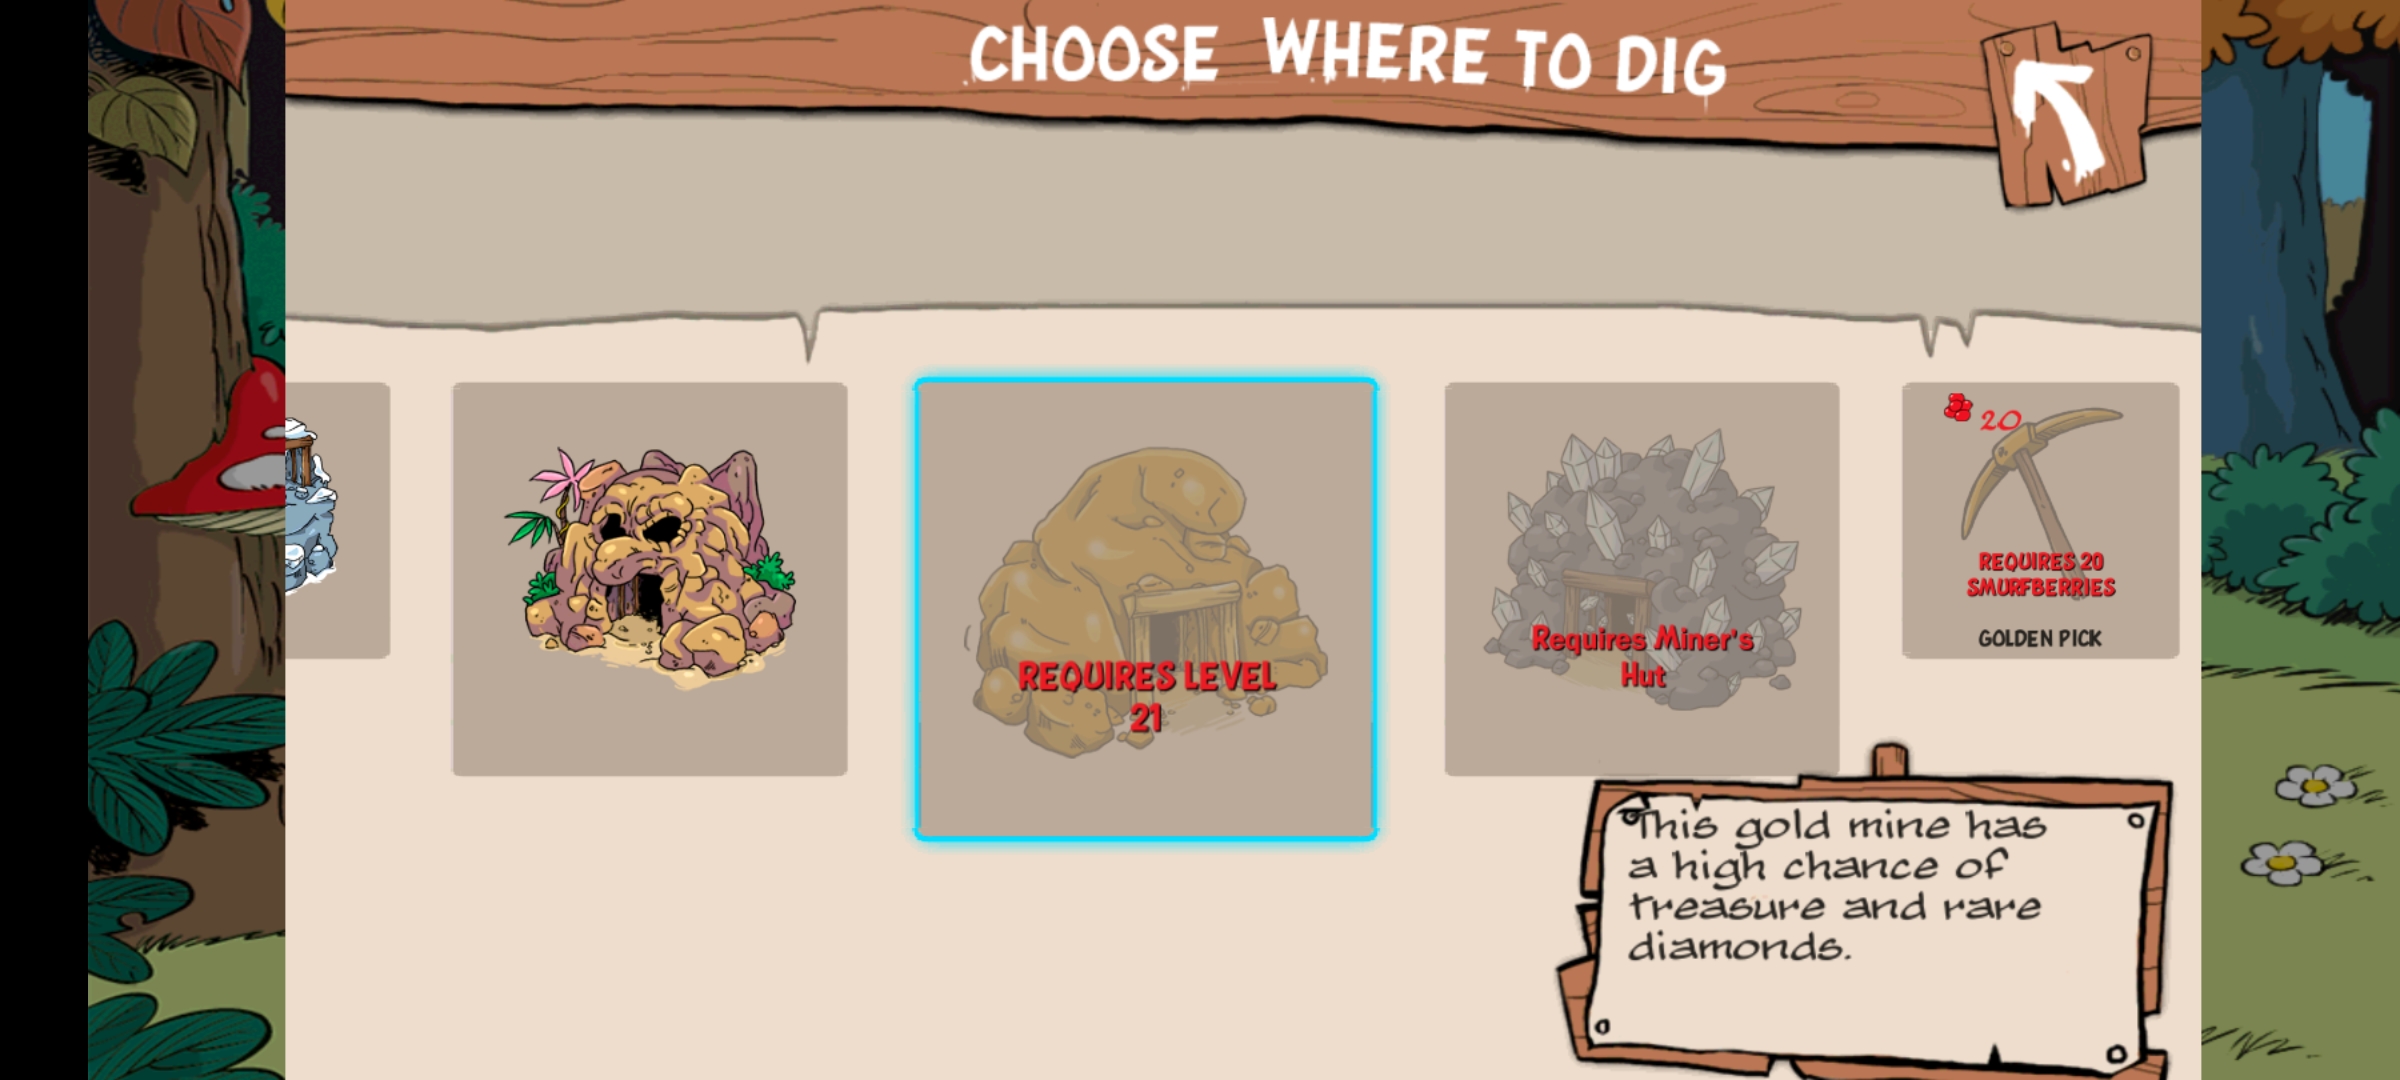 CHOOSE WHERE TO DIG
REQUIRES LEVEL
21
Requires Miner's
Hut
20
REQUIRES 20
SMURFBERRIES
GOLDEN PICK
This gold mine has
a high chance of
treasure and rare
diamonds.